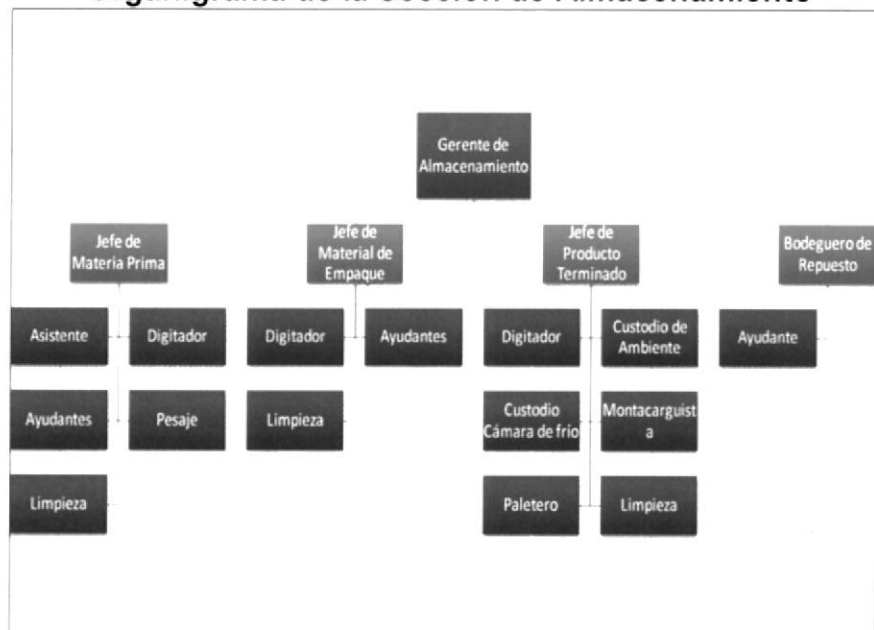 Organigrama de la Sección de Almacenamiento
Gerente de
Almacenamiento
Jefe de
Materia Prima
Jefe de
Material de
Empaque
Jefe de
Producto
Terminado
Bodeguero de
Repuesto
Asistente
Digitador
Digitador
Ayudantes
Digitador
Custodio de
Ambiente
Ayudante
Ayudantes
Pesaje
Limpieza
Custodio
Cámara de frío
Montacarguist
a
Limpieza
Paletero
Limpieza